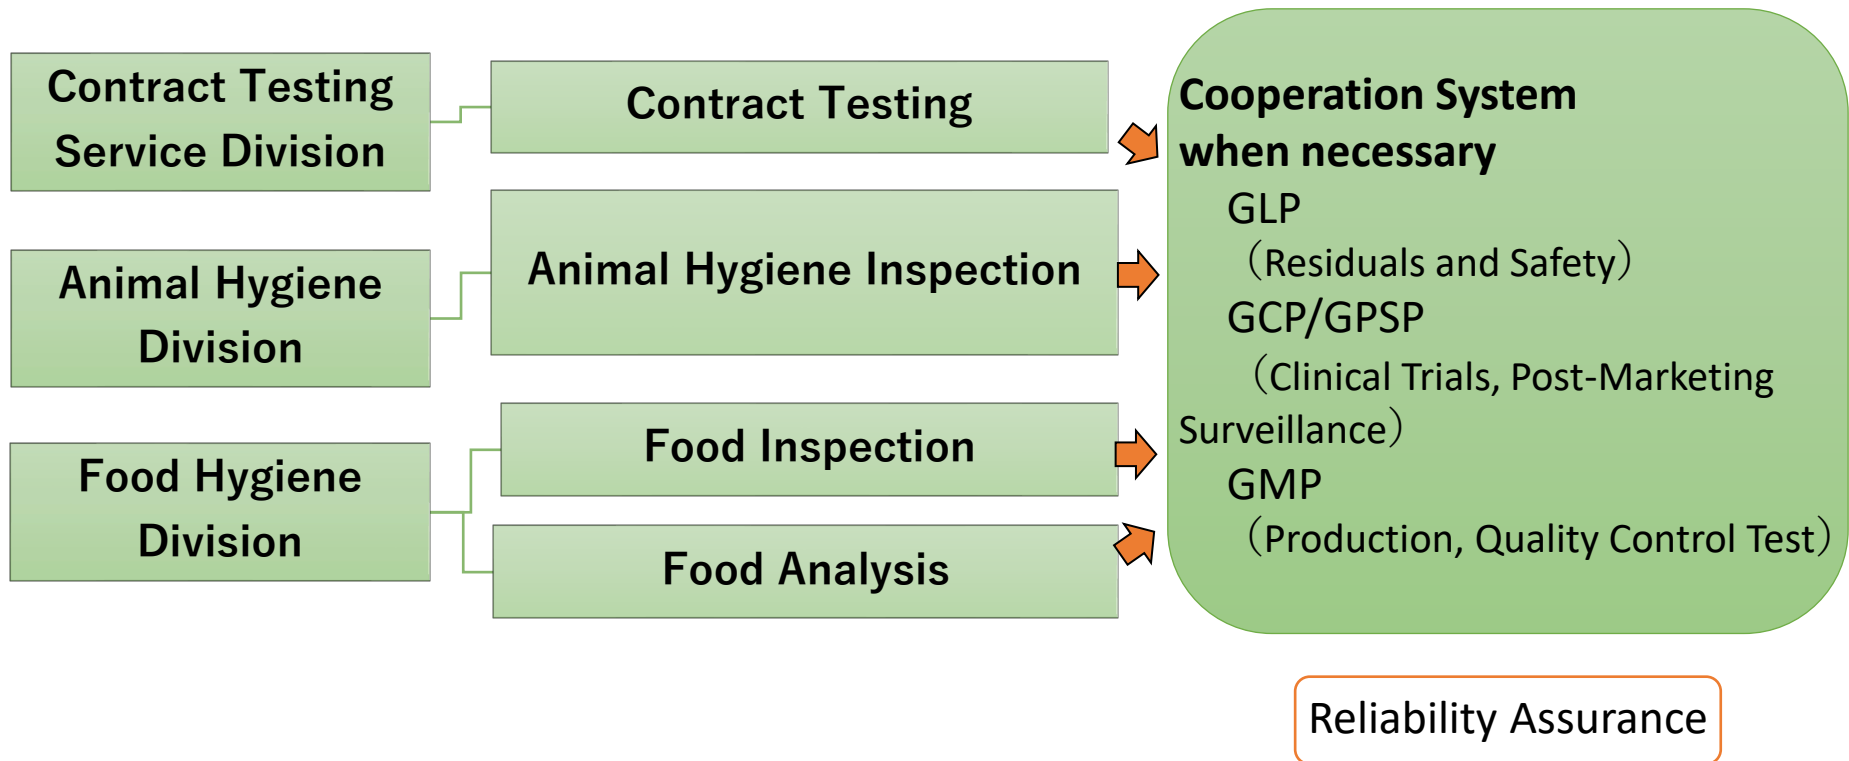 Contract Testing
Service Division
Contract Testing
Animal Hygiene
Division
Animal Hygiene Inspection
Food Hygiene
Division
Food Inspection
Food Analysis
Cooperation System
when necessary
GLP
（Residuals and Safety）
GCP/GPSP
（Clinical Trials, Post-Marketing
Surveillance）
GMP
（Production, Quality Control Test）
Reliability Assurance